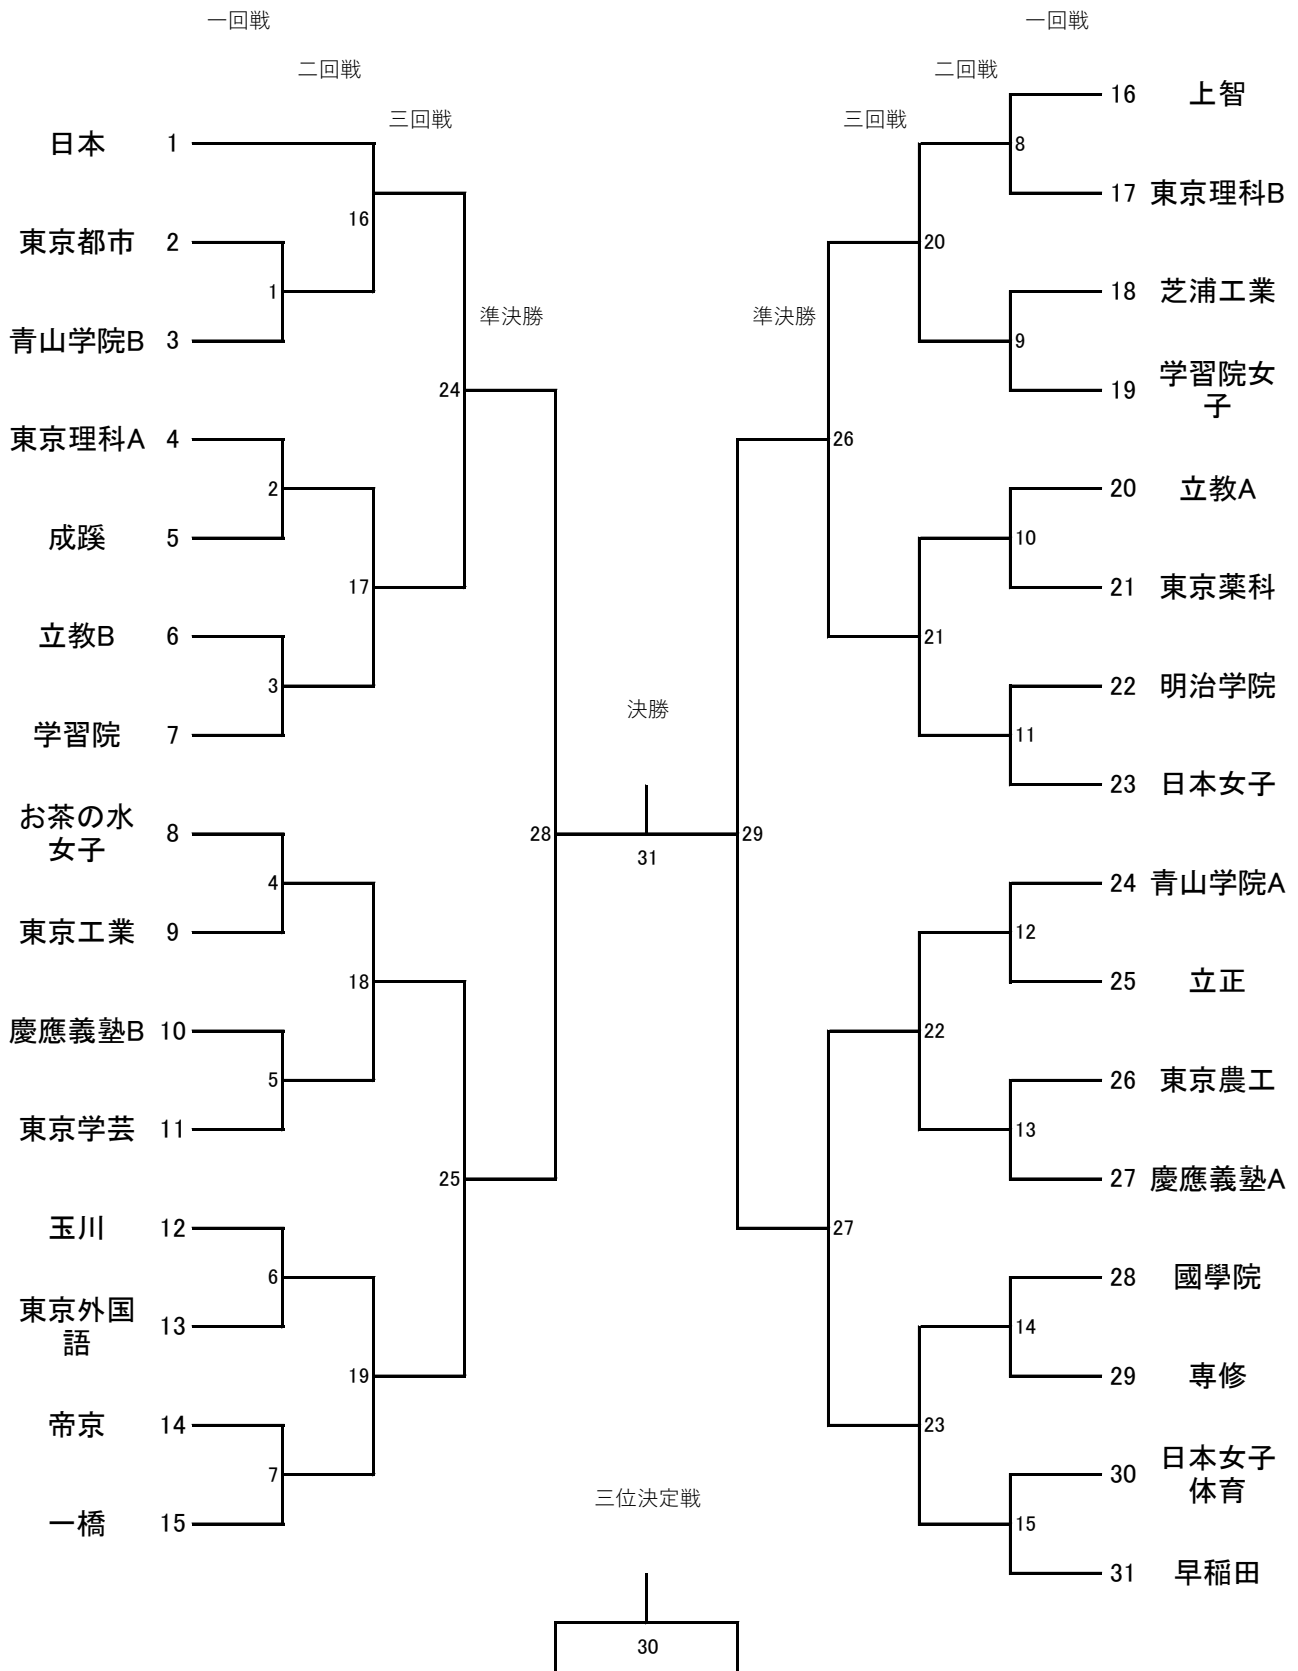 一回戦
一回戦
二回戦
二回戦
三回戦
三回戦
16 上智
日本 1
8
17 東京理科B
16
東京都市 2
20
1
18 芝浦工業
準決勝
準決勝
青山学院B 3
9
24
19 学習院女
子
東京理科A 4
26
2
20 立教A
成蹊 5
10
17
21 東京薬科
立教B 6
21
3
22 明治学院
決勝
学習院 7
11
23 日本女子
お茶の水
女子
8
28
29
31
4
24 青山学院A
東京工業 9
12
18
25 立正
慶應義塾B 10
22
5
26 東京農工
東京学芸 11
13
25
27 慶應義塾A
玉川 12
27
6
28 國學院
東京外国
語
13
14
19
29 専修
帝京 14
23
7
30 日本女子
体育
三位決定戦
一橋 15
15
31 早稲田
30